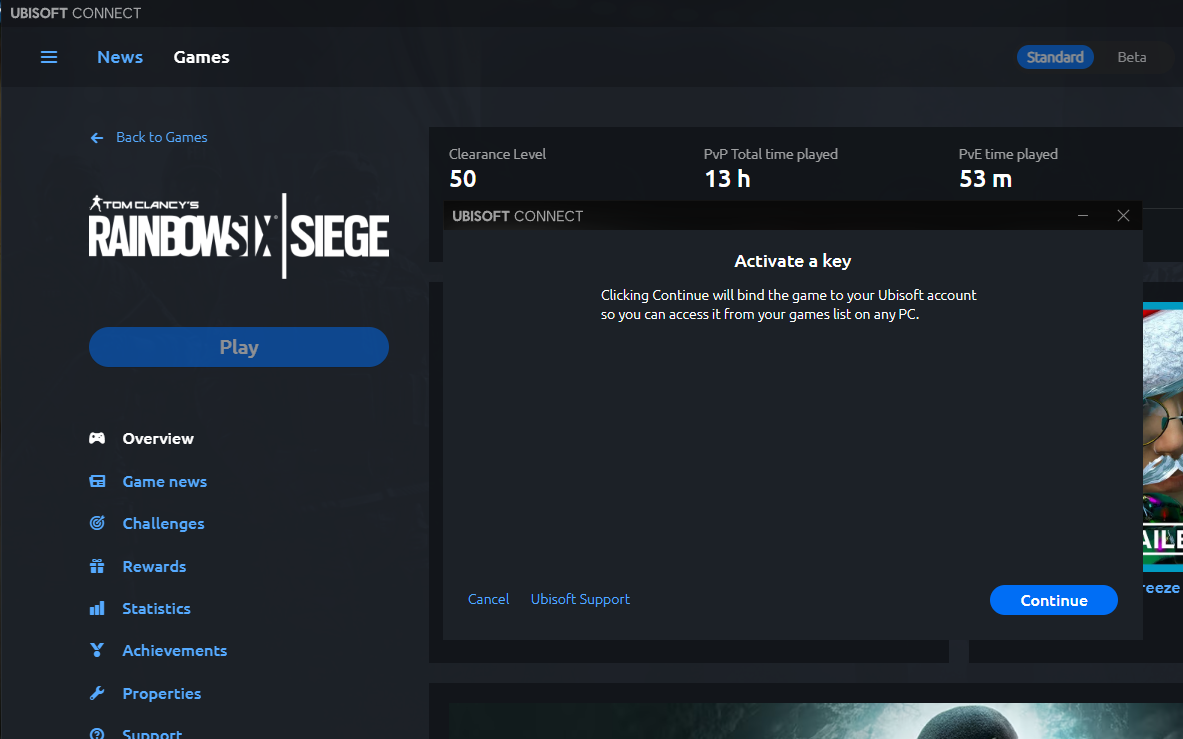 UBISOFT CONNECT
News
Games
Standard
Beta
Back to Games
TOM CLANCY'S
RAINBOW SIX | SIEGE
Play
Overview
Game news
Challenges
Rewards
Statistics
Achievements
Properties
Support
Clearance Level
50
PvP Total time played
13 h
PvE time played
53 m
UBISOFT CONNECT
Activate a key
Clicking Continue will bind the game to your Ubisoft account
so you can access it from your games list on any PC.
Cancel
Ubisoft Support
Continue
AILE
reeze